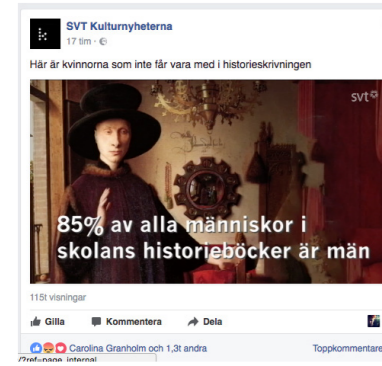 SVT Kulturnyheterna
17 tim
Här är kvinnorna som inte får vara med i historieskrivningen
svt
85% av alla människor i
skolans historieböcker är män
115t visningar
Gilla Kommentera Dela
Carolina Granholm och 1,3t andra Toppkommentare
/?ref=page_internal